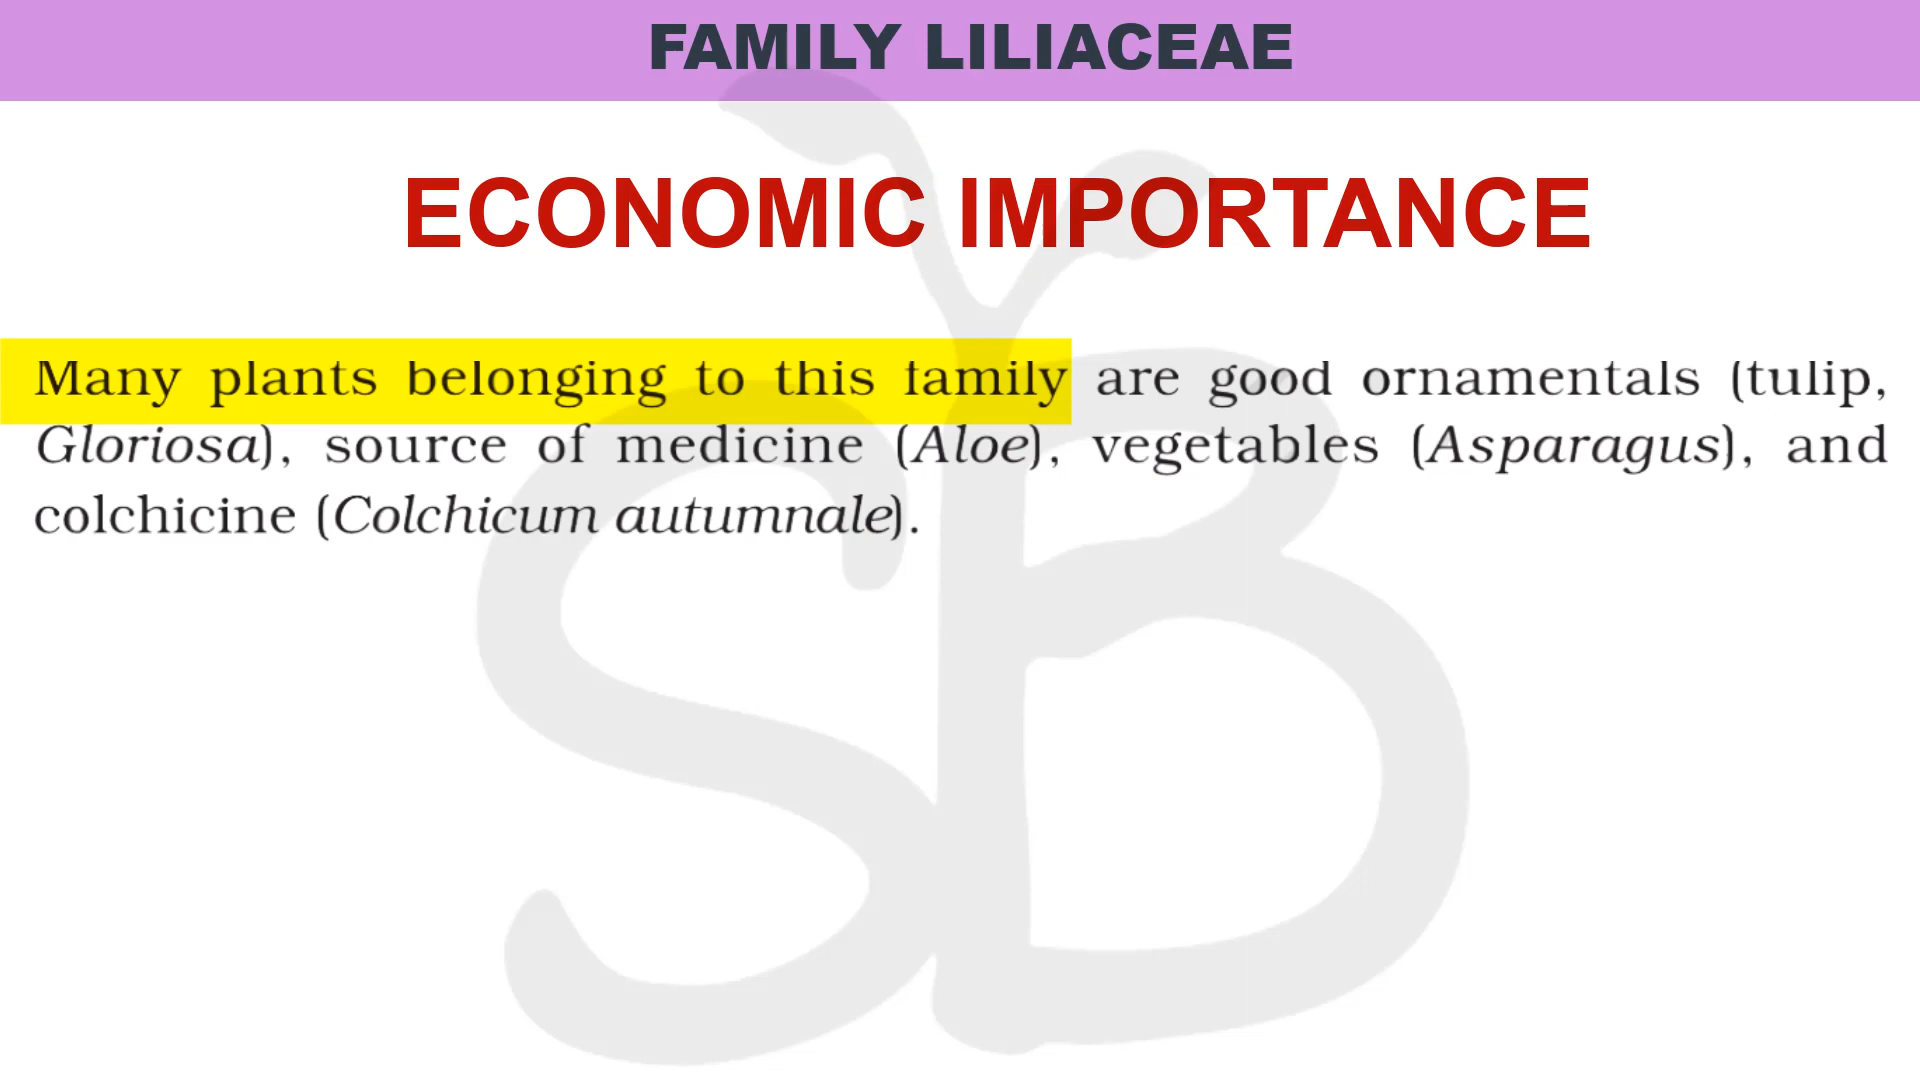 FAMILY LILIACEAE
ECONOMIC IMPORTANCE
Many plants belonging to this family are good ornamentals (tulip,
Gloriosa), source of medicine (Aloe), vegetables (Asparagus), and
colchicine (Colchicum autumnale).
SB